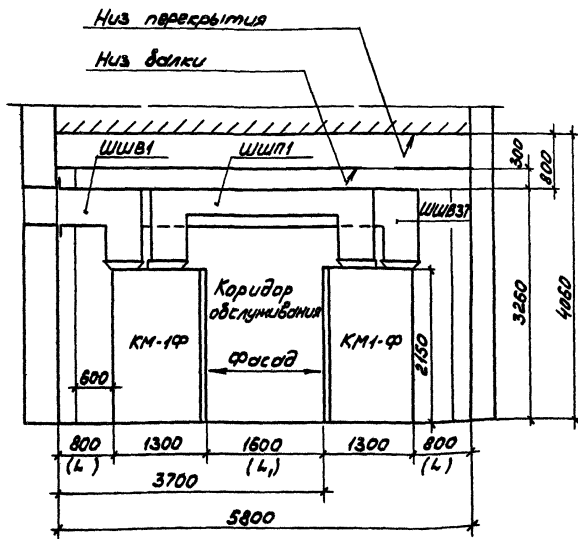 Низ перекрытия
Низ балки
ШШВ1
ШШП1
ШШВ37
300
800
3260
4060
2150
Коридор
обслуживания
КМ-1Ф
КМ1-Ф
Фасад
600
800
1300
1600
1300
800
(L)
(L₁)
(L)
3700
5800